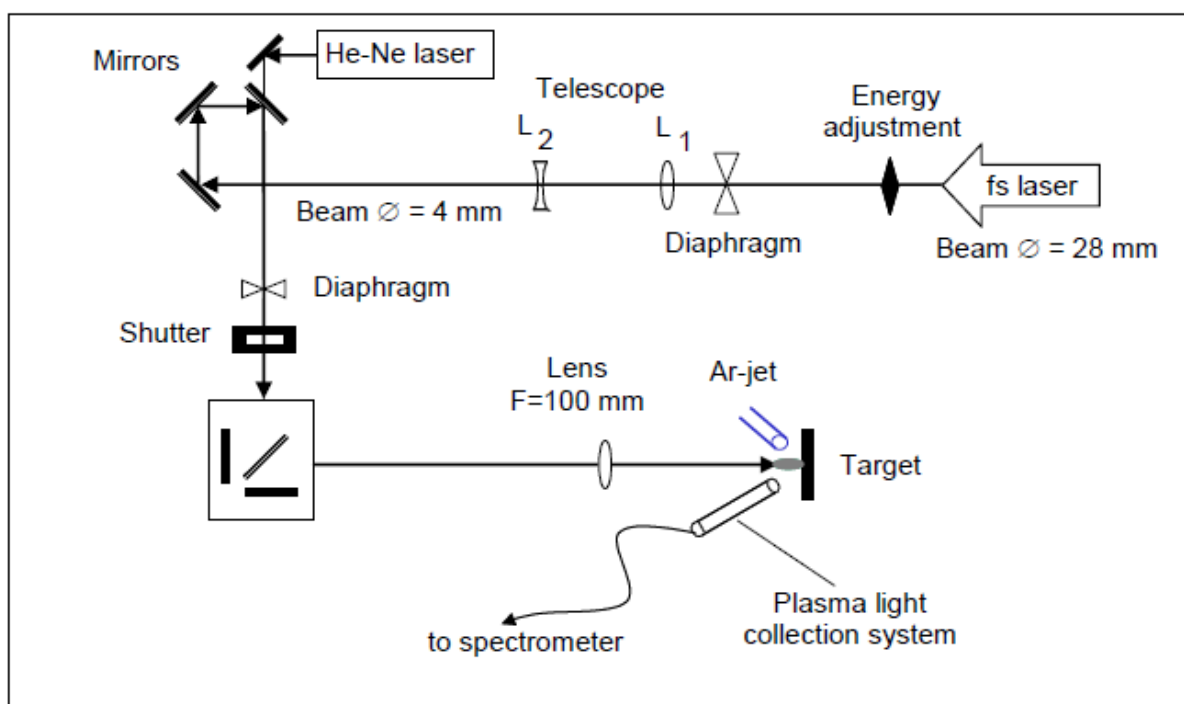 He-Ne laser
Mirrors
Telescope
L 2
L 1
Energy
adjustment
fs laser
Beam ∅ = 4 mm
Diaphragm
Beam ∅ = 28 mm
Diaphragm
Shutter
Lens
F=100 mm
Ar-jet
Target
Plasma light
collection system
to spectrometer